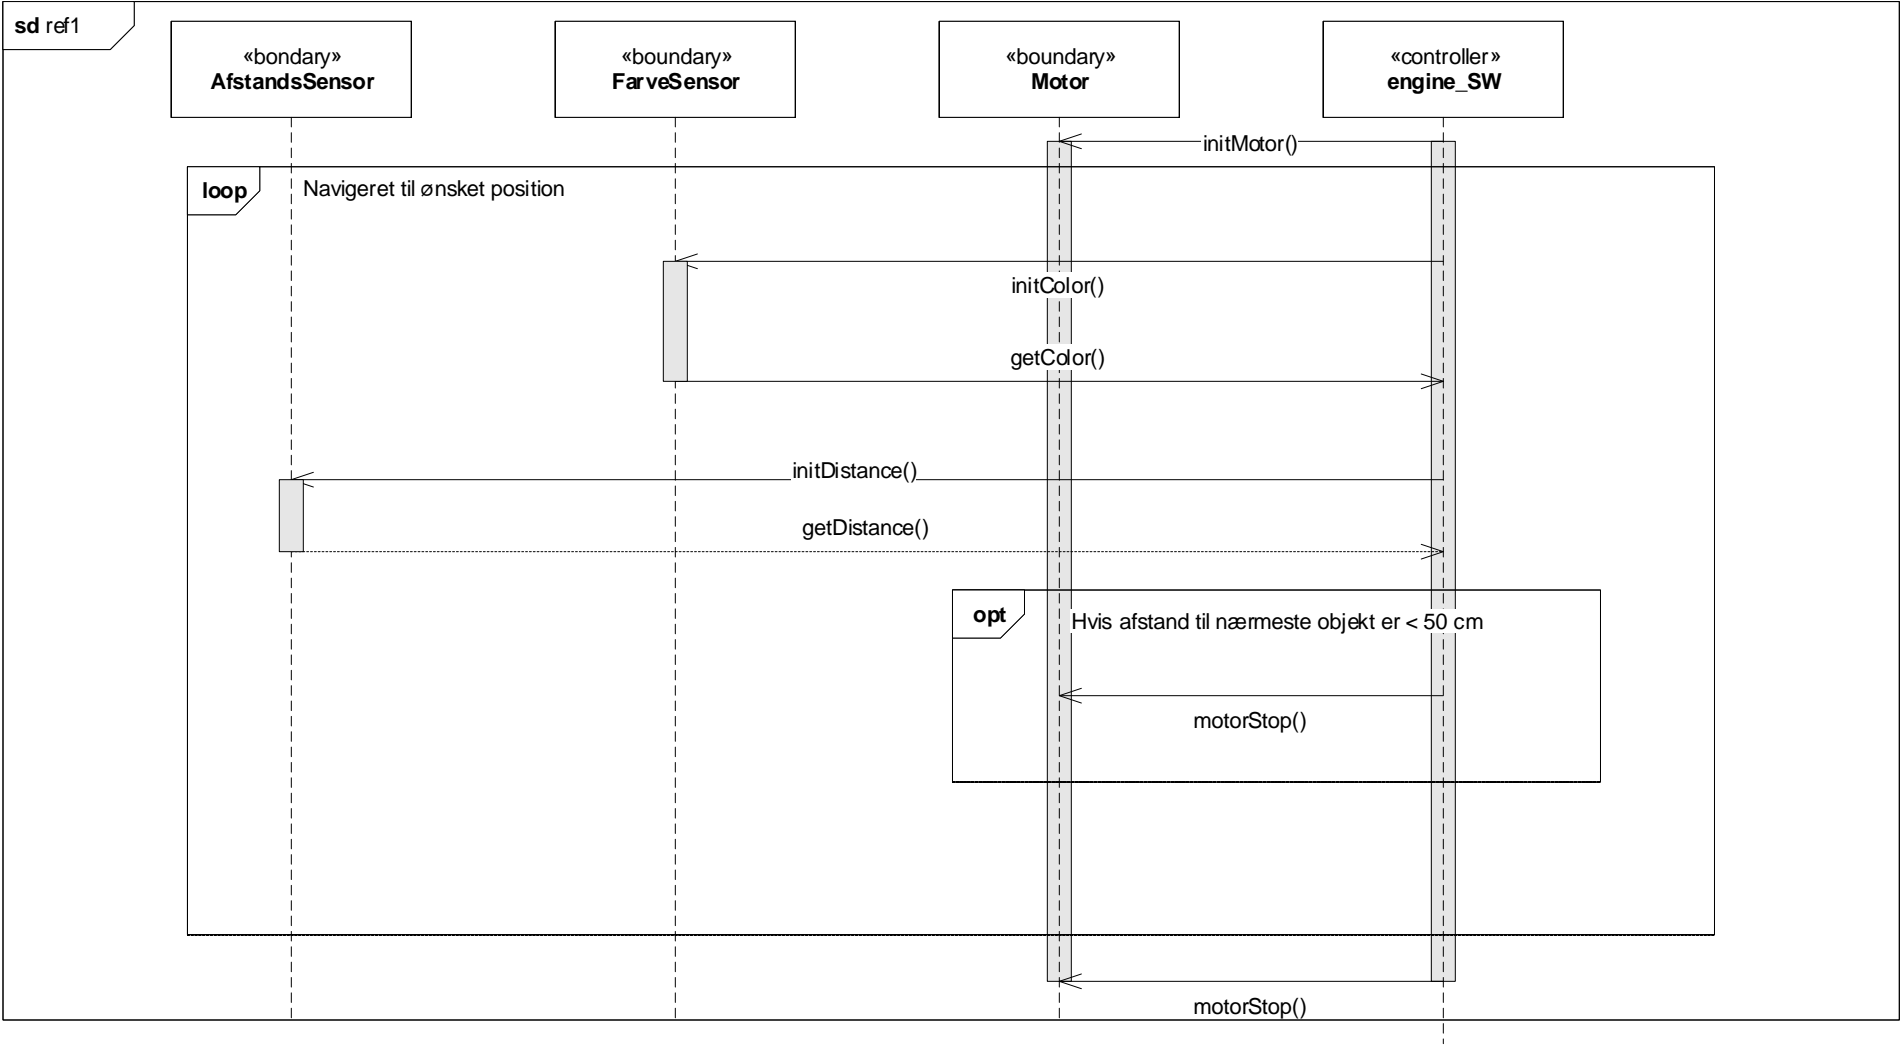 sd ref1
«bondary»
AfstandsSensor
«boundary»
FarveSensor
«boundary»
Motor
«controller»
engine_SW
initMotor()
loop
Navigeret til ønsket position
initColor()
getColor()
initDistance()
getDistance()
opt
Hvis afstand til nærmeste objekt er < 50 cm
motorStop()
motorStop()